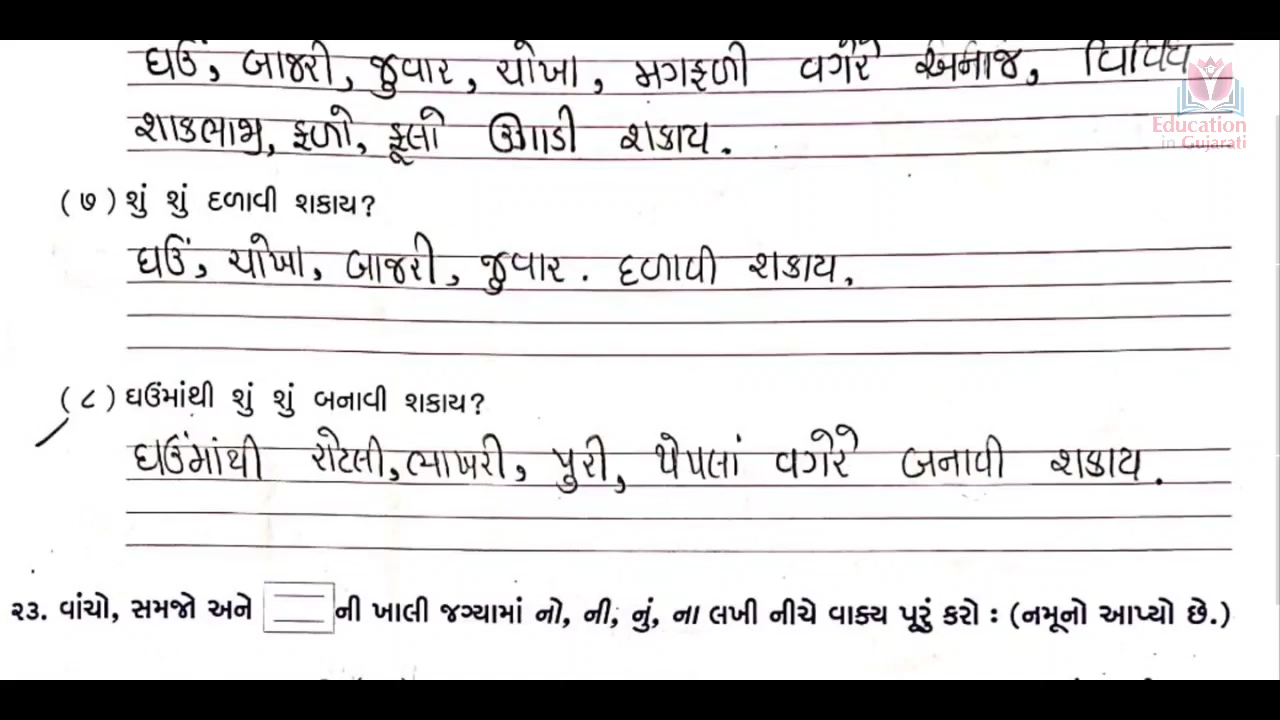 ઘઉં, બાજરી, જુવાર, ચોખા, મગફળી વગેરે અનાજ, વિવિધ
શાકભાજી, ફળો, ફૂલો ઊગાડી શકાય.
Education
in Gujarati
(૭) શું શું દળાવી શકાય?
ઘઉં, ચોખા, બાજરી, જુવાર. દળાવી શકાય.
(૮) ઘઉંમાંથી શું શું બનાવી શકાય?
ઘઉંમાંથી રોટલી, ભાખરી, પુરી, થેપલાં વગેરે બનાવી શકાય.
૨૩. વાંચો, સમજો અને ની ખાલી જગ્યામાં નો, ની, નું, ના લખી નીચે વાક્ય પૂરું કરો : (નમૂનો આપ્યો છે.)